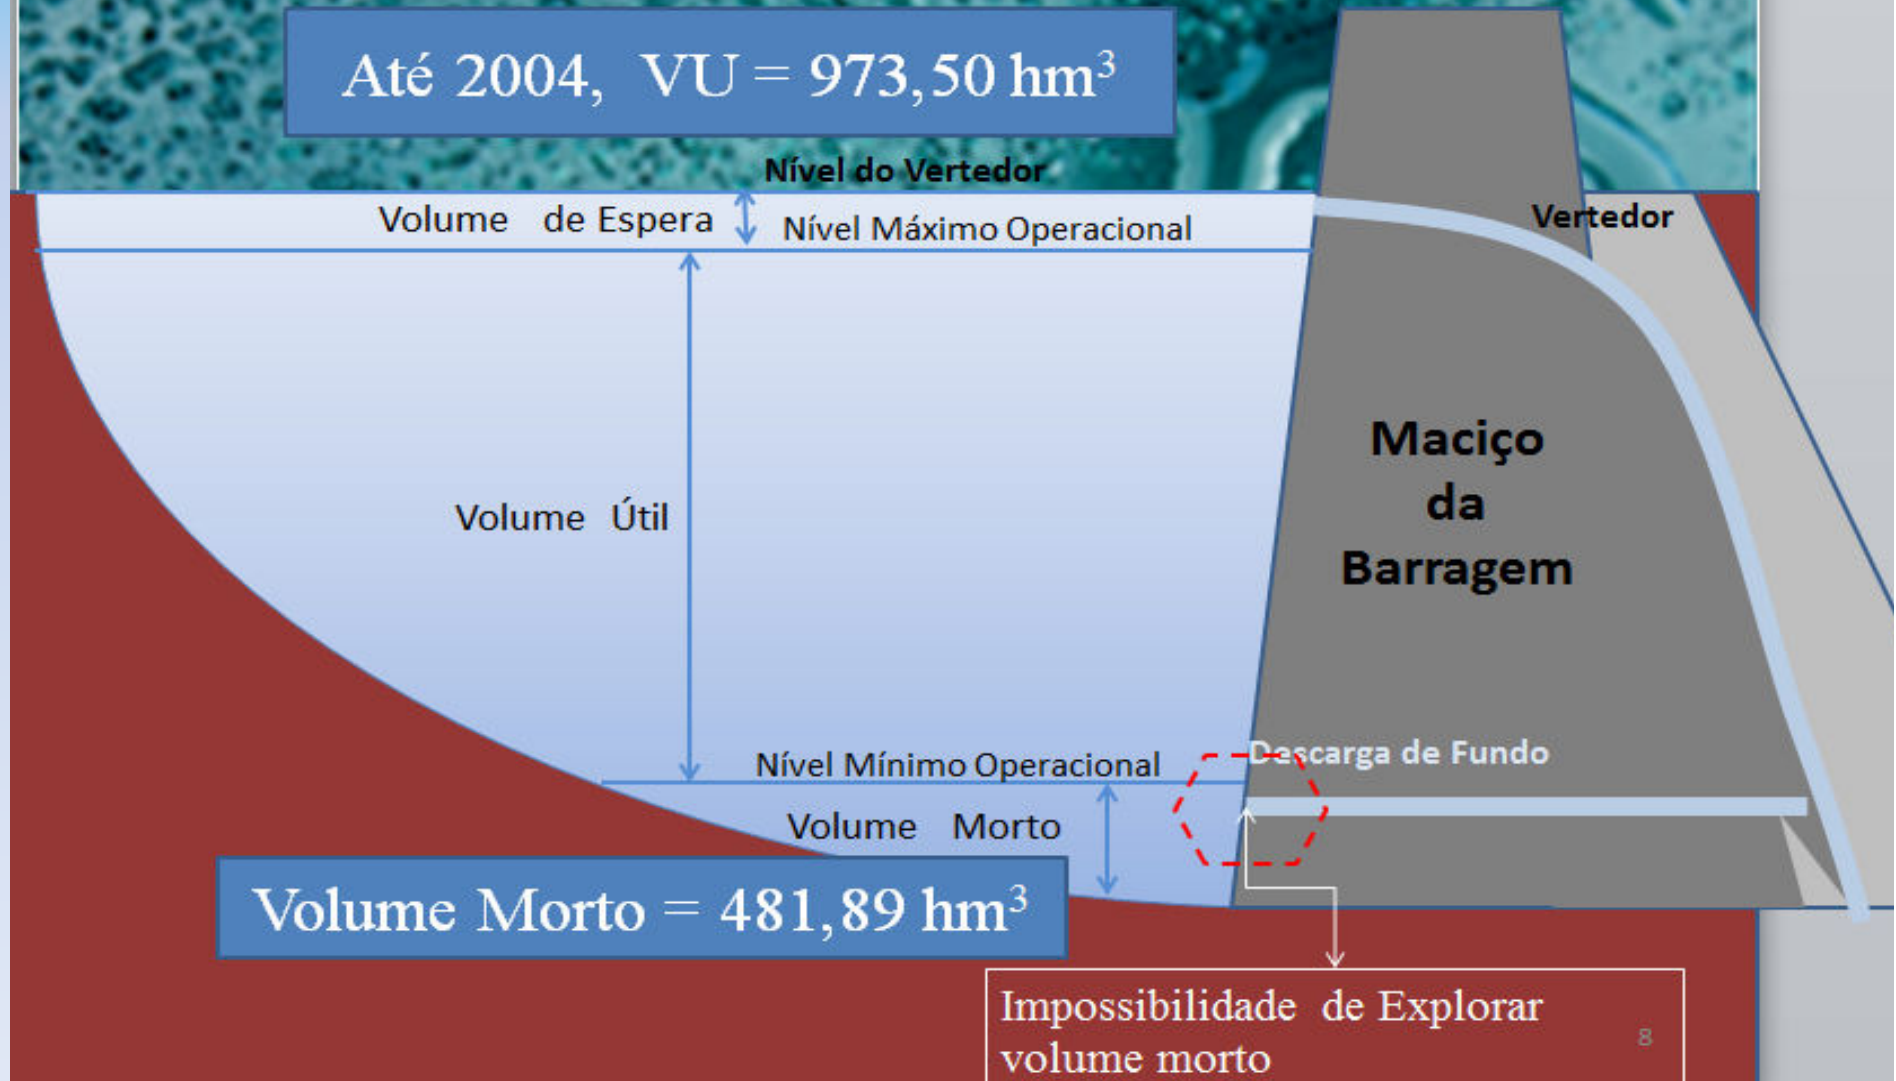 Até 2004, VU = 973,50 hm³
Nível do Vertedor
Volume de Espera
Nível Máximo Operacional
Vertedor
Maciço
da
Barragem
Volume Útil
Nível Mínimo Operacional
Descarga de Fundo
Volume Morto
Volume Morto = 481,89 hm³
Impossibilidade de Explorar
volume morto
8